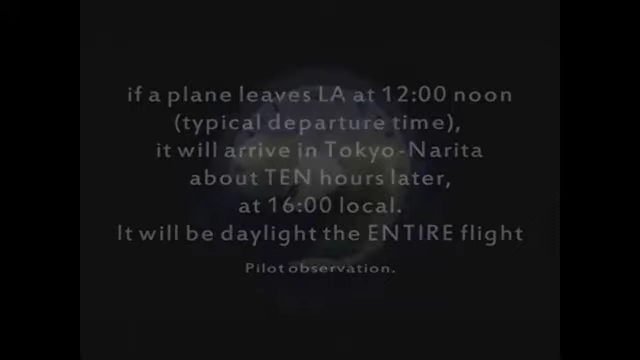 if a plane leaves LA at 12:00 noon
(typical departure time),
it will arrive in Tokyo-Narita
about TEN hours later,
at 16:00 local.
It will be daylight the ENTIRE flight
Pilot observation.